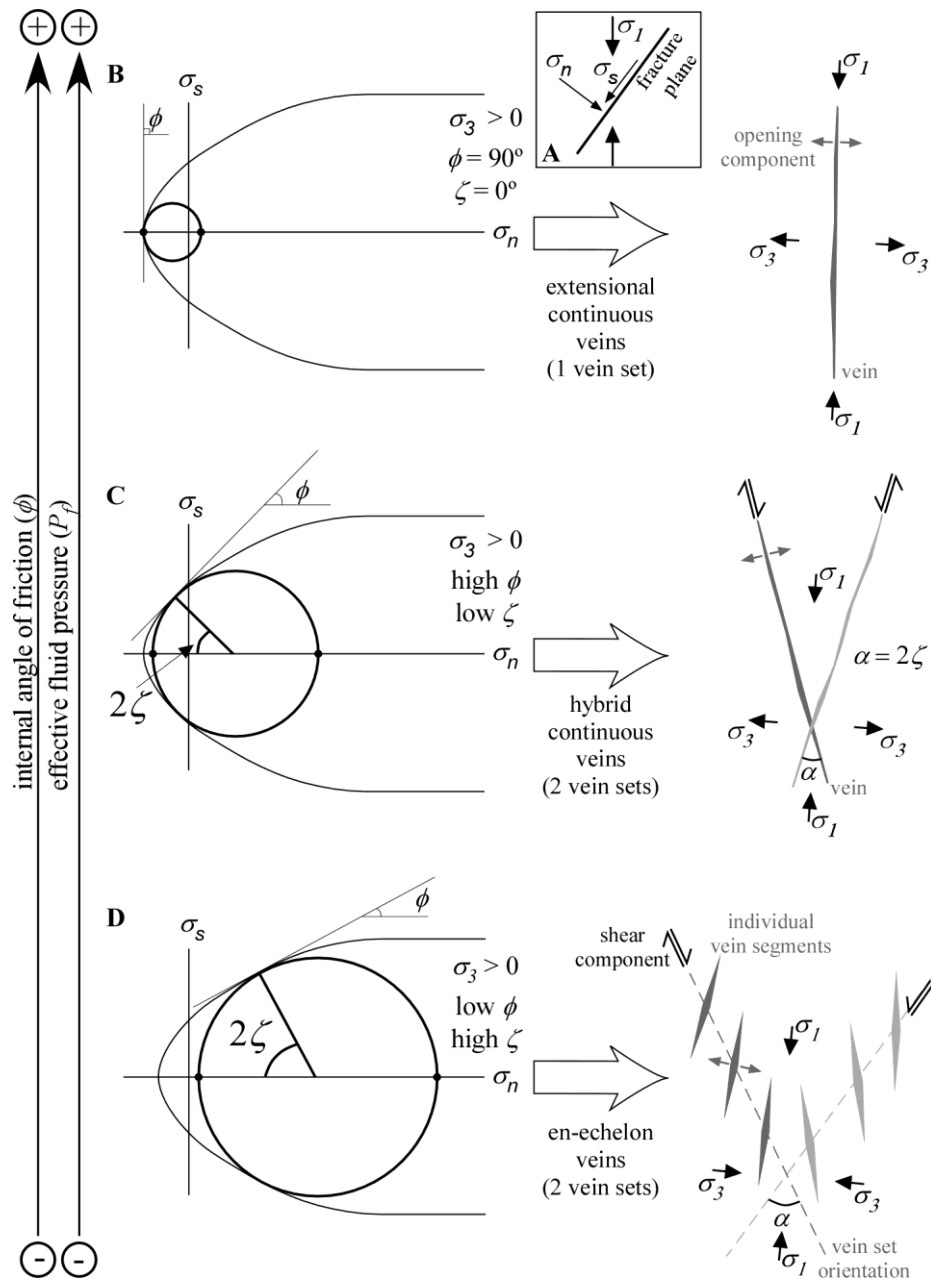 + +
internal angle of friction (ϕ)
effective fluid pressure (P_f)
- -
B
σ_s
ϕ
σ_3 > 0
ϕ = 90º
ζ = 0º
σ_n
A
σ_1
σ_n
σ_s
fracture
plane
extensional
continuous
veins
(1 vein set)
σ_1
opening
component
σ_3
σ_3
vein
σ_1
C
σ_s
ϕ
σ_3 > 0
high ϕ
low ζ
σ_n
2ζ
hybrid
continuous
veins
(2 vein sets)
σ_1
α = 2ζ
σ_3
σ_3
α
vein
σ_1
D
σ_s
ϕ
σ_3 > 0
low ϕ
high ζ
2ζ
σ_n
en-echelon
veins
(2 vein sets)
shear
component
individual
vein segments
σ_1
σ_3
σ_3
α
σ_1
vein set
orientation